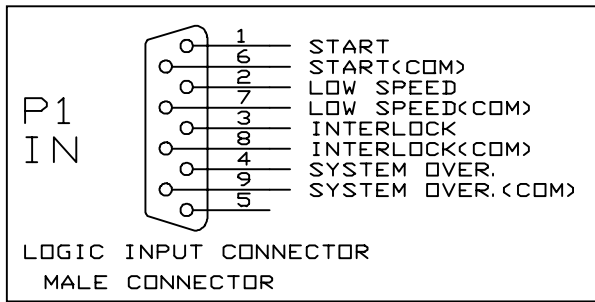 1 START
6 START(COM)
2 LOW SPEED
7 LOW SPEED(COM)
3 INTERLOCK
8 INTERLOCK(COM)
4 SYSTEM OVER.
9 SYSTEM OVER.(COM)
5
P1
IN
LOGIC INPUT CONNECTOR
MALE CONNECTOR